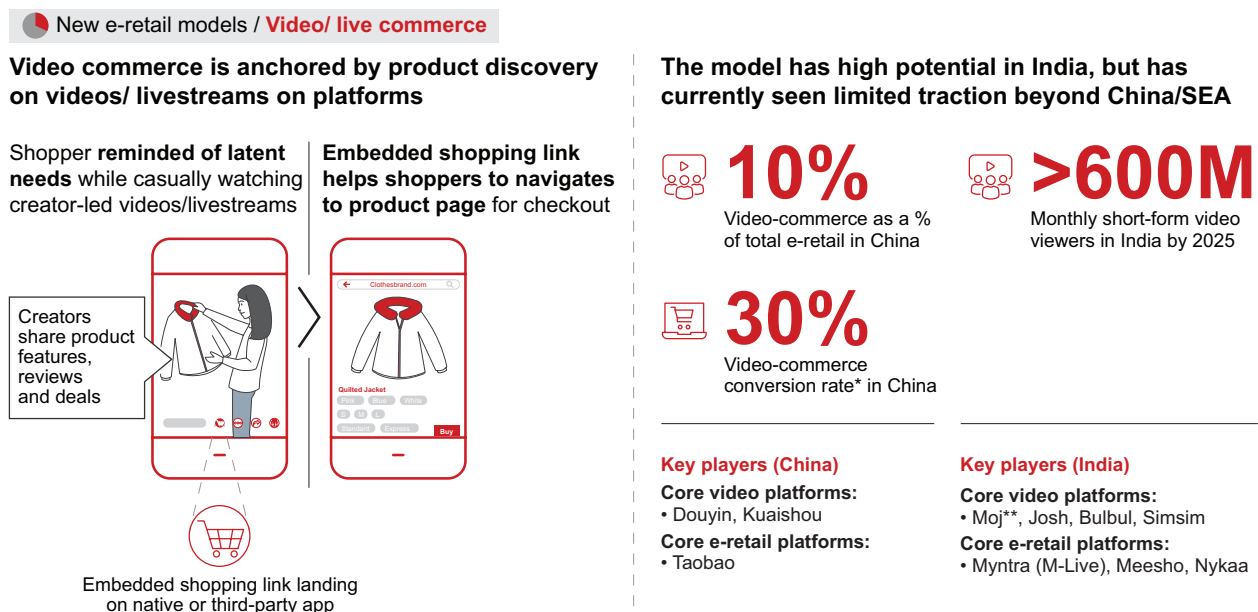 New e-retail models / Video/ live commerce
Video commerce is anchored by product discovery
on videos/ livestreams on platforms
Shopper reminded of latent
needs while casually watching
creator-led videos/livestreams
Embedded shopping link
helps shoppers to navigates
to product page for checkout
Creators
share product
features,
reviews
and deals
Clothesbrand.com
Quilted Jacket
Pink Blue White
S M L
Standard Express
Buy
Embedded shopping link landing
on native or third-party app
The model has high potential in India, but has
currently seen limited traction beyond China/SEA
10%
Video-commerce as a %
of total e-retail in China
>600M
Monthly short-form video
viewers in India by 2025
30%
Video-commerce
conversion rate* in China
Key players (China)
Core video platforms:
• Douyin, Kuaishou
Core e-retail platforms:
• Taobao
Key players (India)
Core video platforms:
• Moj**, Josh, Bulbul, Simsim
Core e-retail platforms:
• Myntra (M-Live), Meesho, Nykaa